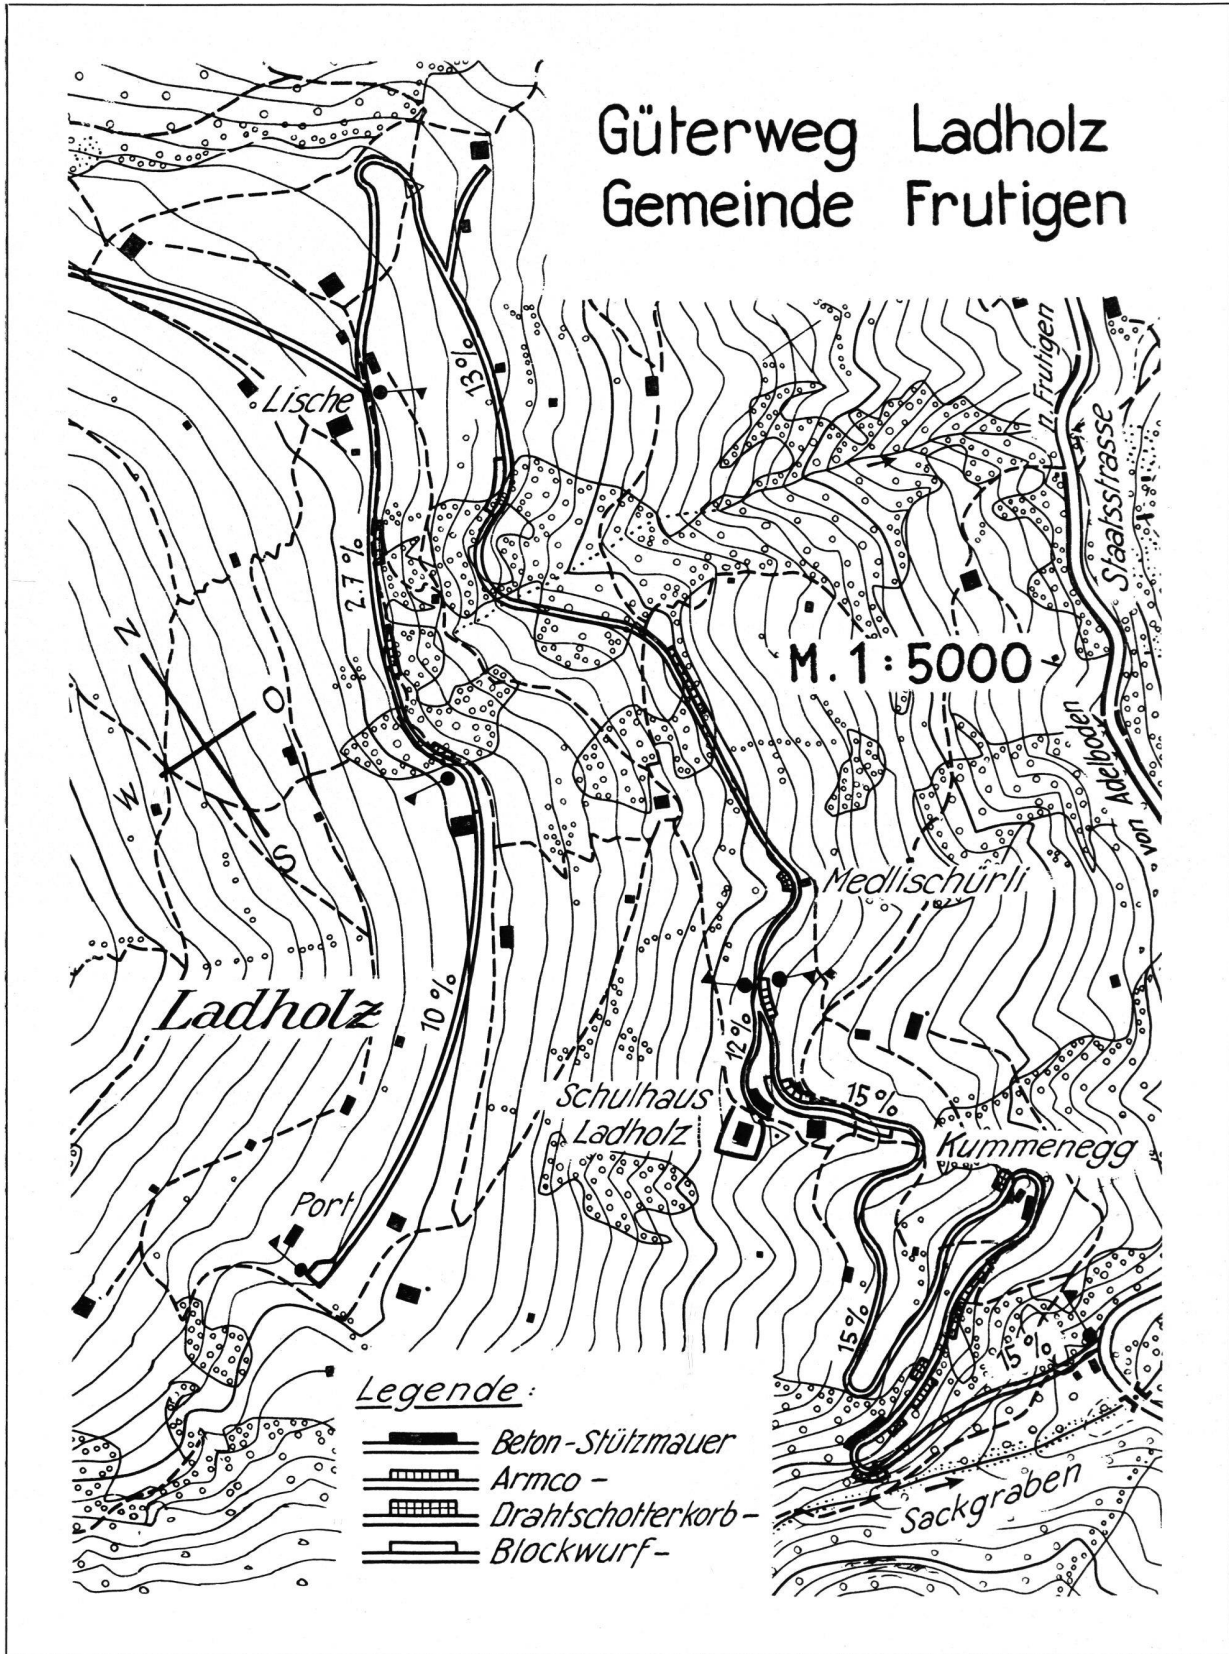 Güterweg Ladholz
Gemeinde Frutigen
n. Frutigen
Staatsstrasse
Lische
13%
2.7%
M. 1:5000
N
O
W
S
von Adelboden
Medlischürli
Ladholz
10%
12%
Schulhaus
Ladholz
15%
Kummenegg
Port
15%
15%
Legende:
Beton-Stützmauer
Armco-
Drahtschotterkorb-
Blockwurf-
Sackgraben